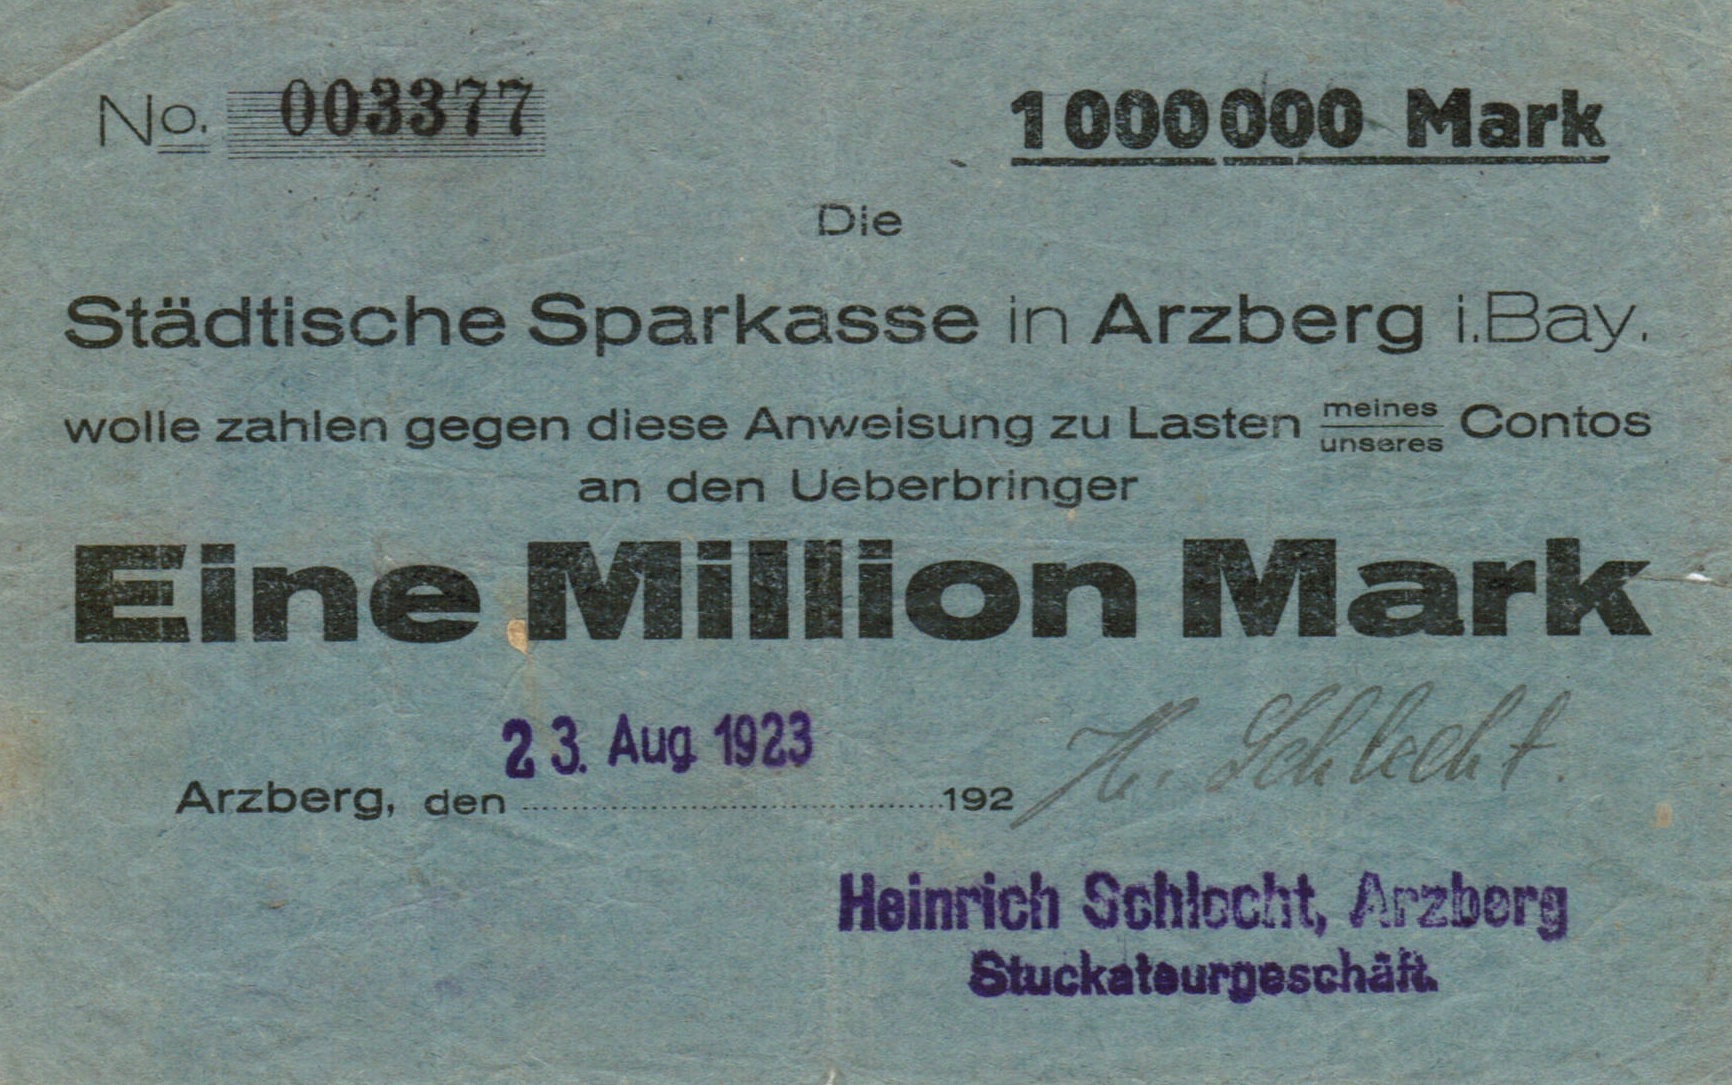 No. 003377
1000000 Mark
Die
Städtische Sparkasse in Arzberg i.Bay.
wolle zahlen gegen diese Anweisung zu Lasten meines unseres Contos
an den Ueberbringer
Eine Million Mark
23. Aug 1923
Arzberg, den ........................ 192
H. Schlecht.
Heinrich Schlecht, Arzberg
Stuckateurgeschäft.